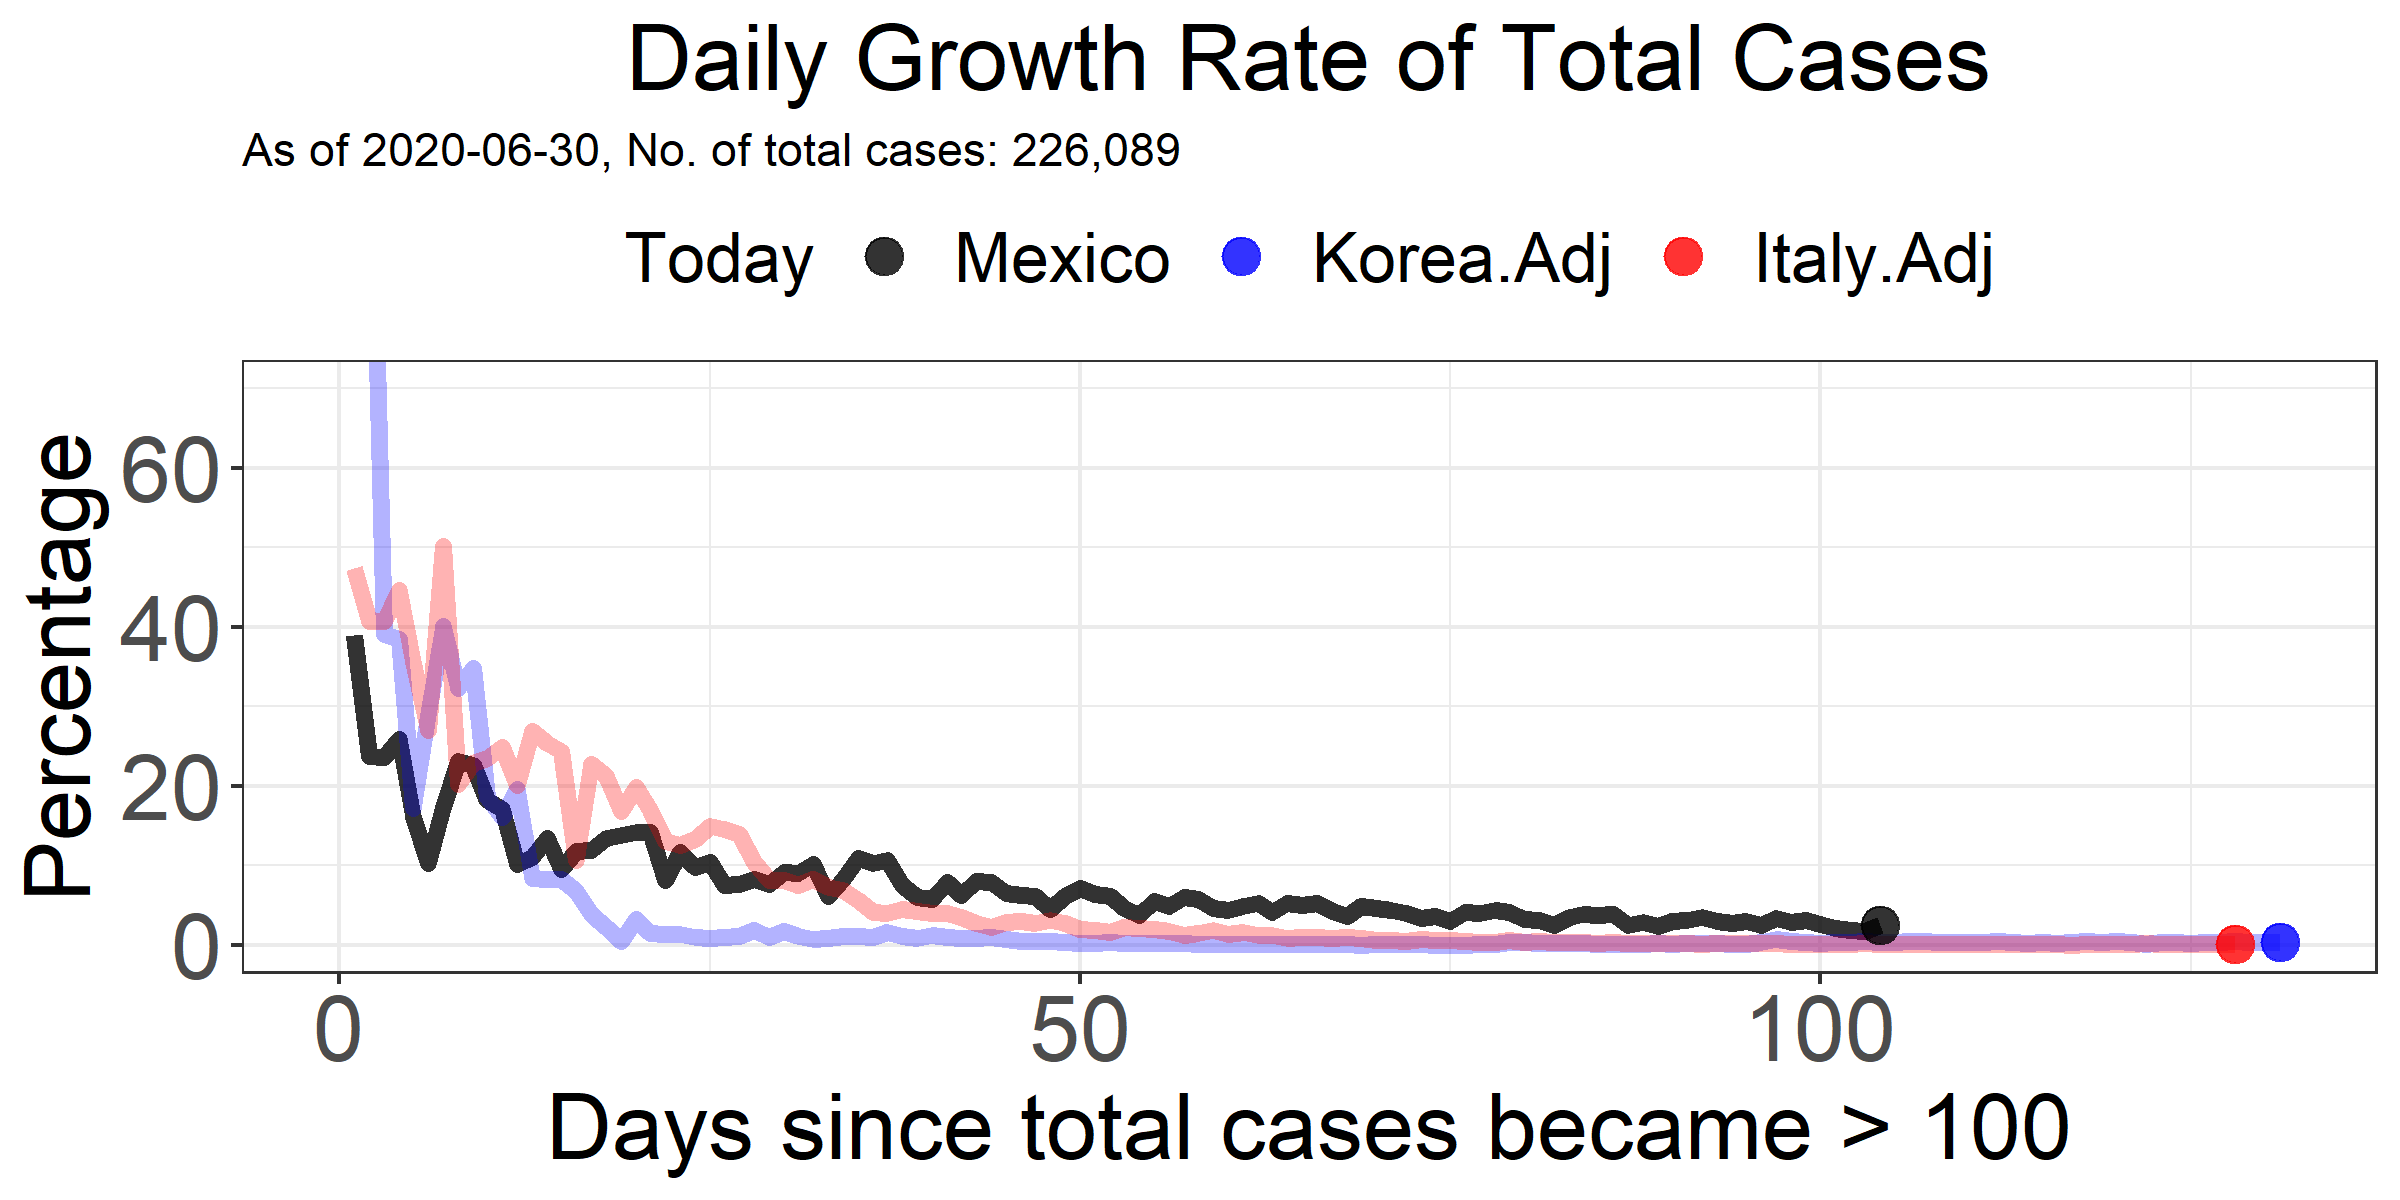 Daily Growth Rate of Total Cases
As of 2020-06-30, No. of total cases: 226,089
Today Mexico Korea.Adj Italy.Adj
Percentage
60
40
20
0
0 50 100
Days since total cases became > 100